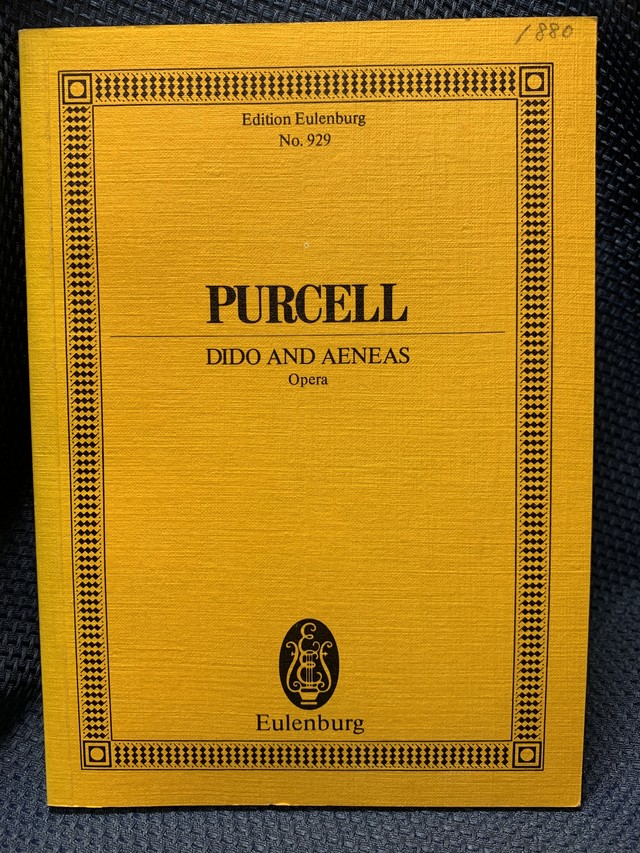 1880
Edition Eulenburg
No. 929
PURCELL
DIDO AND AENEAS
Opera
Eulenburg